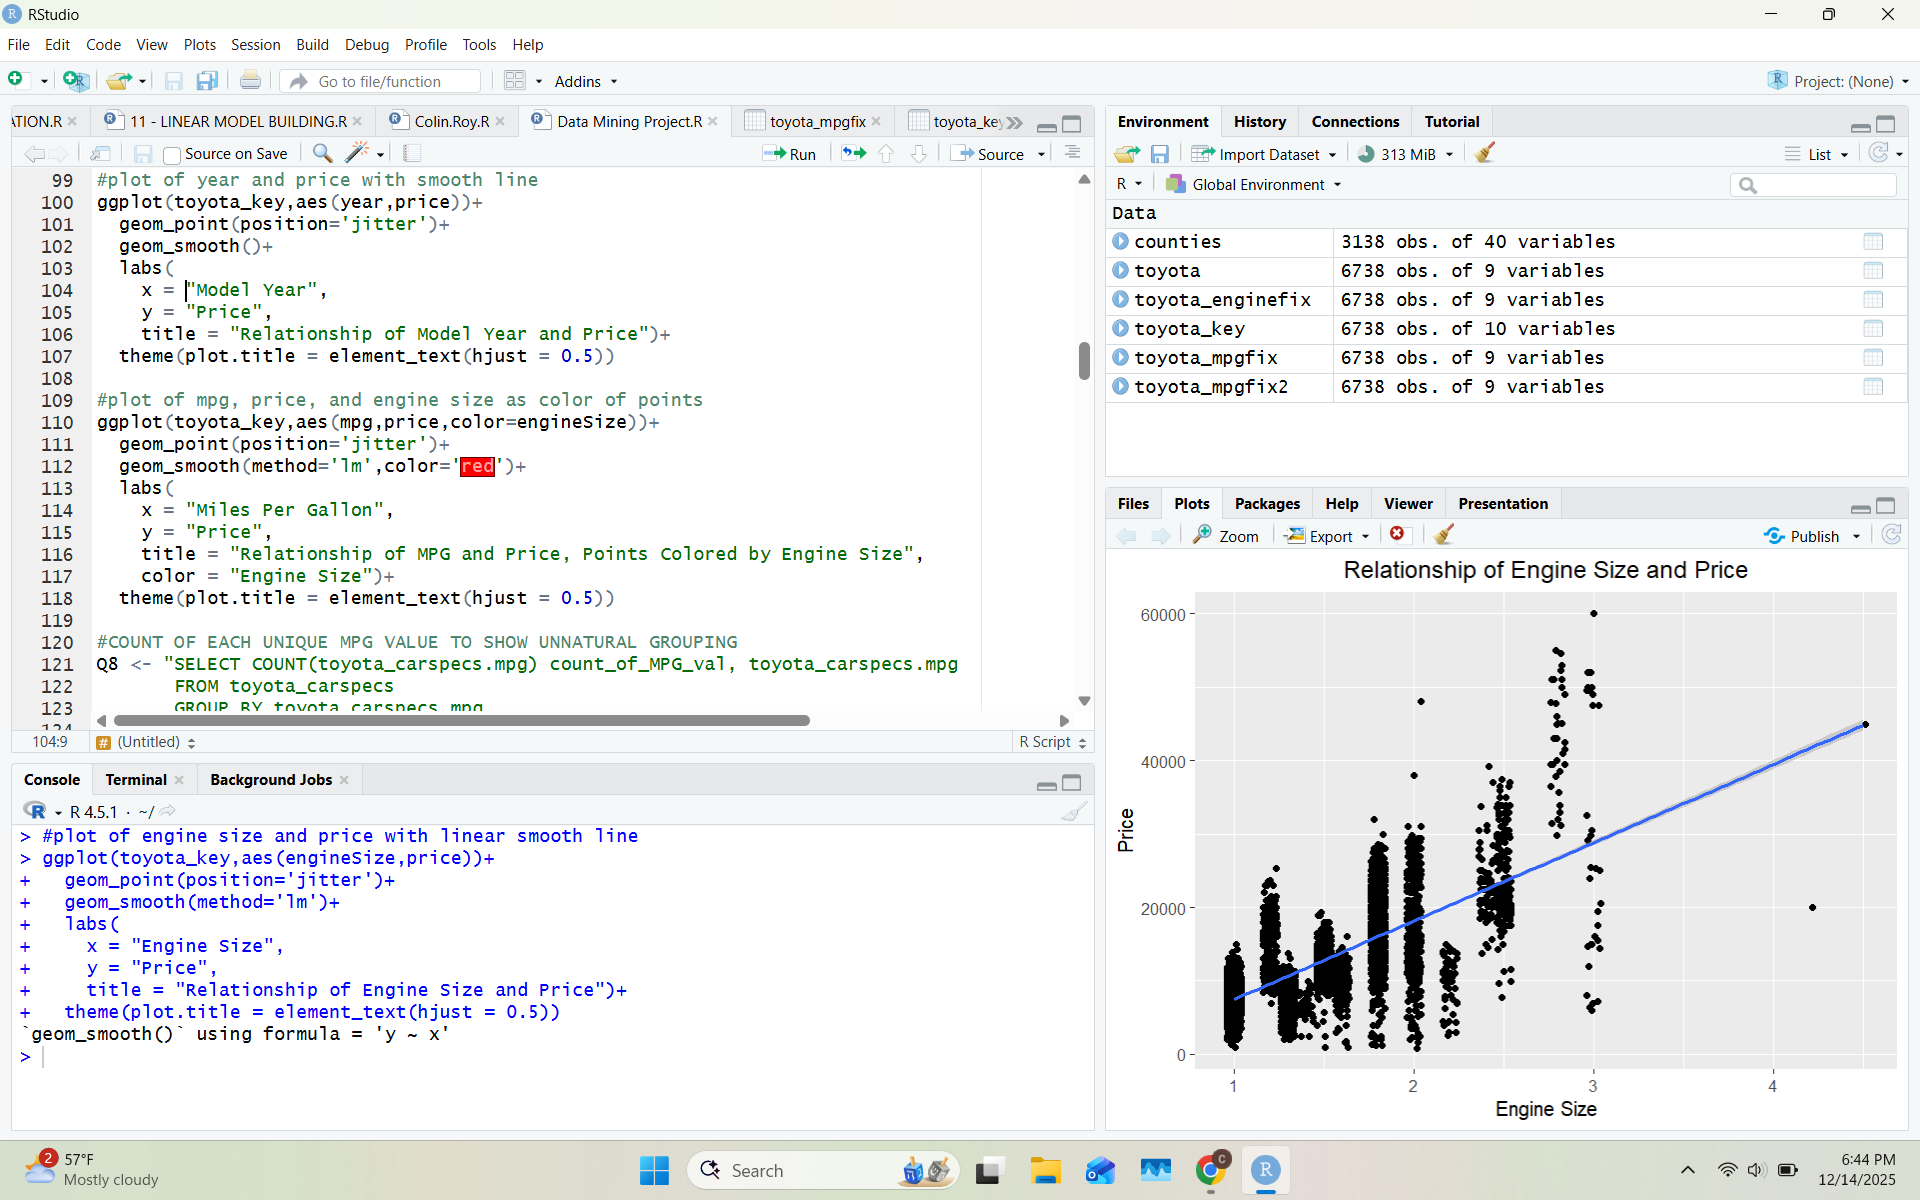 RStudio
File Edit Code View Plots Session Build Debug Profile Tools Help
Go to file/function Addins Project: (None)
ATION.R 11 - LINEAR MODEL BUILDING.R Colin.Roy.R Data Mining Project.R toyota_mpgfix toyota_key
Source on Save Run Source
99 #plot of year and price with smooth line
100 ggplot(toyota_key,aes(year,price))+
101 geom_point(position='jitter')+
102 geom_smooth()+
103 labs(
104 x = "Model Year",
105 y = "Price",
106 title = "Relationship of Model Year and Price")+
107 theme(plot.title = element_text(hjust = 0.5))
108
109 #plot of mpg, price, and engine size as color of points
110 ggplot(toyota_key,aes(mpg,price,color=engineSize))+
111 geom_point(position='jitter')+
112 geom_smooth(method='lm',color='red')+
113 labs(
114 x = "Miles Per Gallon",
115 y = "Price",
116 title = "Relationship of MPG and Price, Points Colored by Engine Size",
117 color = "Engine Size")+
118 theme(plot.title = element_text(hjust = 0.5))
119
120 #COUNT OF EACH UNIQUE MPG VALUE TO SHOW UNNATURAL GROUPING
121 Q8 <- "SELECT COUNT(toyota_carspecs.mpg) count_of_MPG_val, toyota_carspecs.mpg
122 FROM toyota_carspecs
123 GROUP BY toyota_carspecs.mpg
124
104:9 # (Untitled) R Script
Console Terminal Background Jobs
R R 4.5.1 · ~/
> #plot of engine size and price with linear smooth line
> ggplot(toyota_key,aes(engineSize,price))+
+ geom_point(position='jitter')+
+ geom_smooth(method='lm')+
+ labs(
+ x = "Engine Size",
+ y = "Price",
+ title = "Relationship of Engine Size and Price")+
+ theme(plot.title = element_text(hjust = 0.5))
`geom_smooth()` using formula = 'y ~ x'
>
Environment History Connections Tutorial
Import Dataset 313 MiB List
R Global Environment
Data
counties 3138 obs. of 40 variables
toyota 6738 obs. of 9 variables
toyota_enginefix 6738 obs. of 9 variables
toyota_key 6738 obs. of 10 variables
toyota_mpgfix 6738 obs. of 9 variables
toyota_mpgfix2 6738 obs. of 9 variables
Files Plots Packages Help Viewer Presentation
Zoom Export Publish
Relationship of Engine Size and Price
60000
40000
20000
0
Price
1 2 3 4
Engine Size
2 57°F
Mostly cloudy
Search
C
R
6:44 PM
12/14/2025